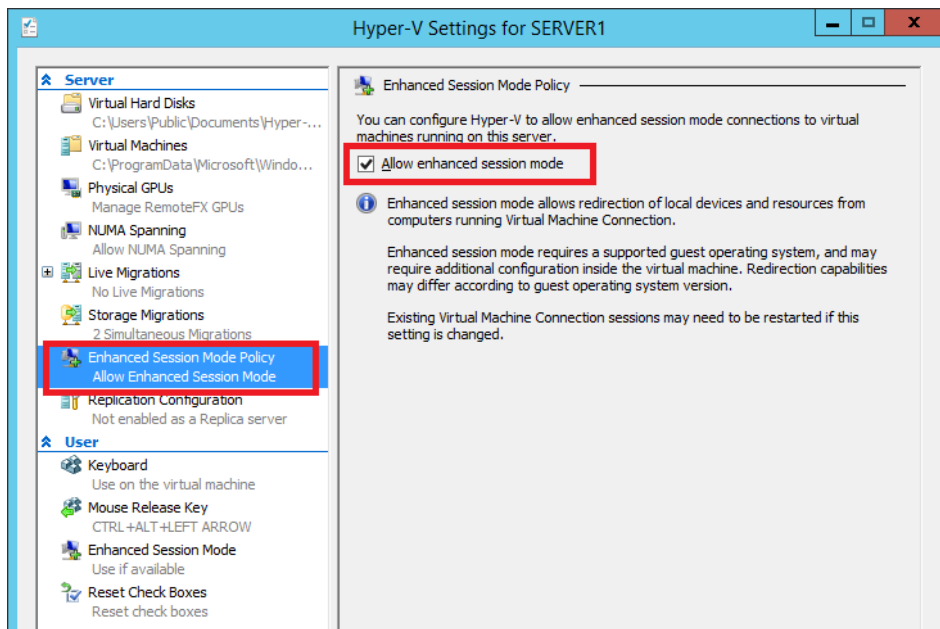 Hyper-V Settings for SERVER1
Server
Virtual Hard Disks
C:\Users\Public\Documents\Hyper-...
Virtual Machines
C:\ProgramData\Microsoft\Windo...
Physical GPUs
Manage RemoteFX GPUs
NUMA Spanning
Allow NUMA Spanning
Live Migrations
No Live Migrations
Storage Migrations
2 Simultaneous Migrations
Enhanced Session Mode Policy
Allow Enhanced Session Mode
Replication Configuration
Not enabled as a Replica server
User
Keyboard
Use on the virtual machine
Mouse Release Key
CTRL+ALT+LEFT ARROW
Enhanced Session Mode
Use if available
Reset Check Boxes
Reset check boxes
Enhanced Session Mode Policy
You can configure Hyper-V to allow enhanced session mode connections to virtual
machines running on this server.
Allow enhanced session mode
Enhanced session mode allows redirection of local devices and resources from
computers running Virtual Machine Connection.
Enhanced session mode requires a supported guest operating system, and may
require additional configuration inside the virtual machine. Redirection capabilities
may differ according to guest operating system version.
Existing Virtual Machine Connection sessions may need to be restarted if this
setting is changed.